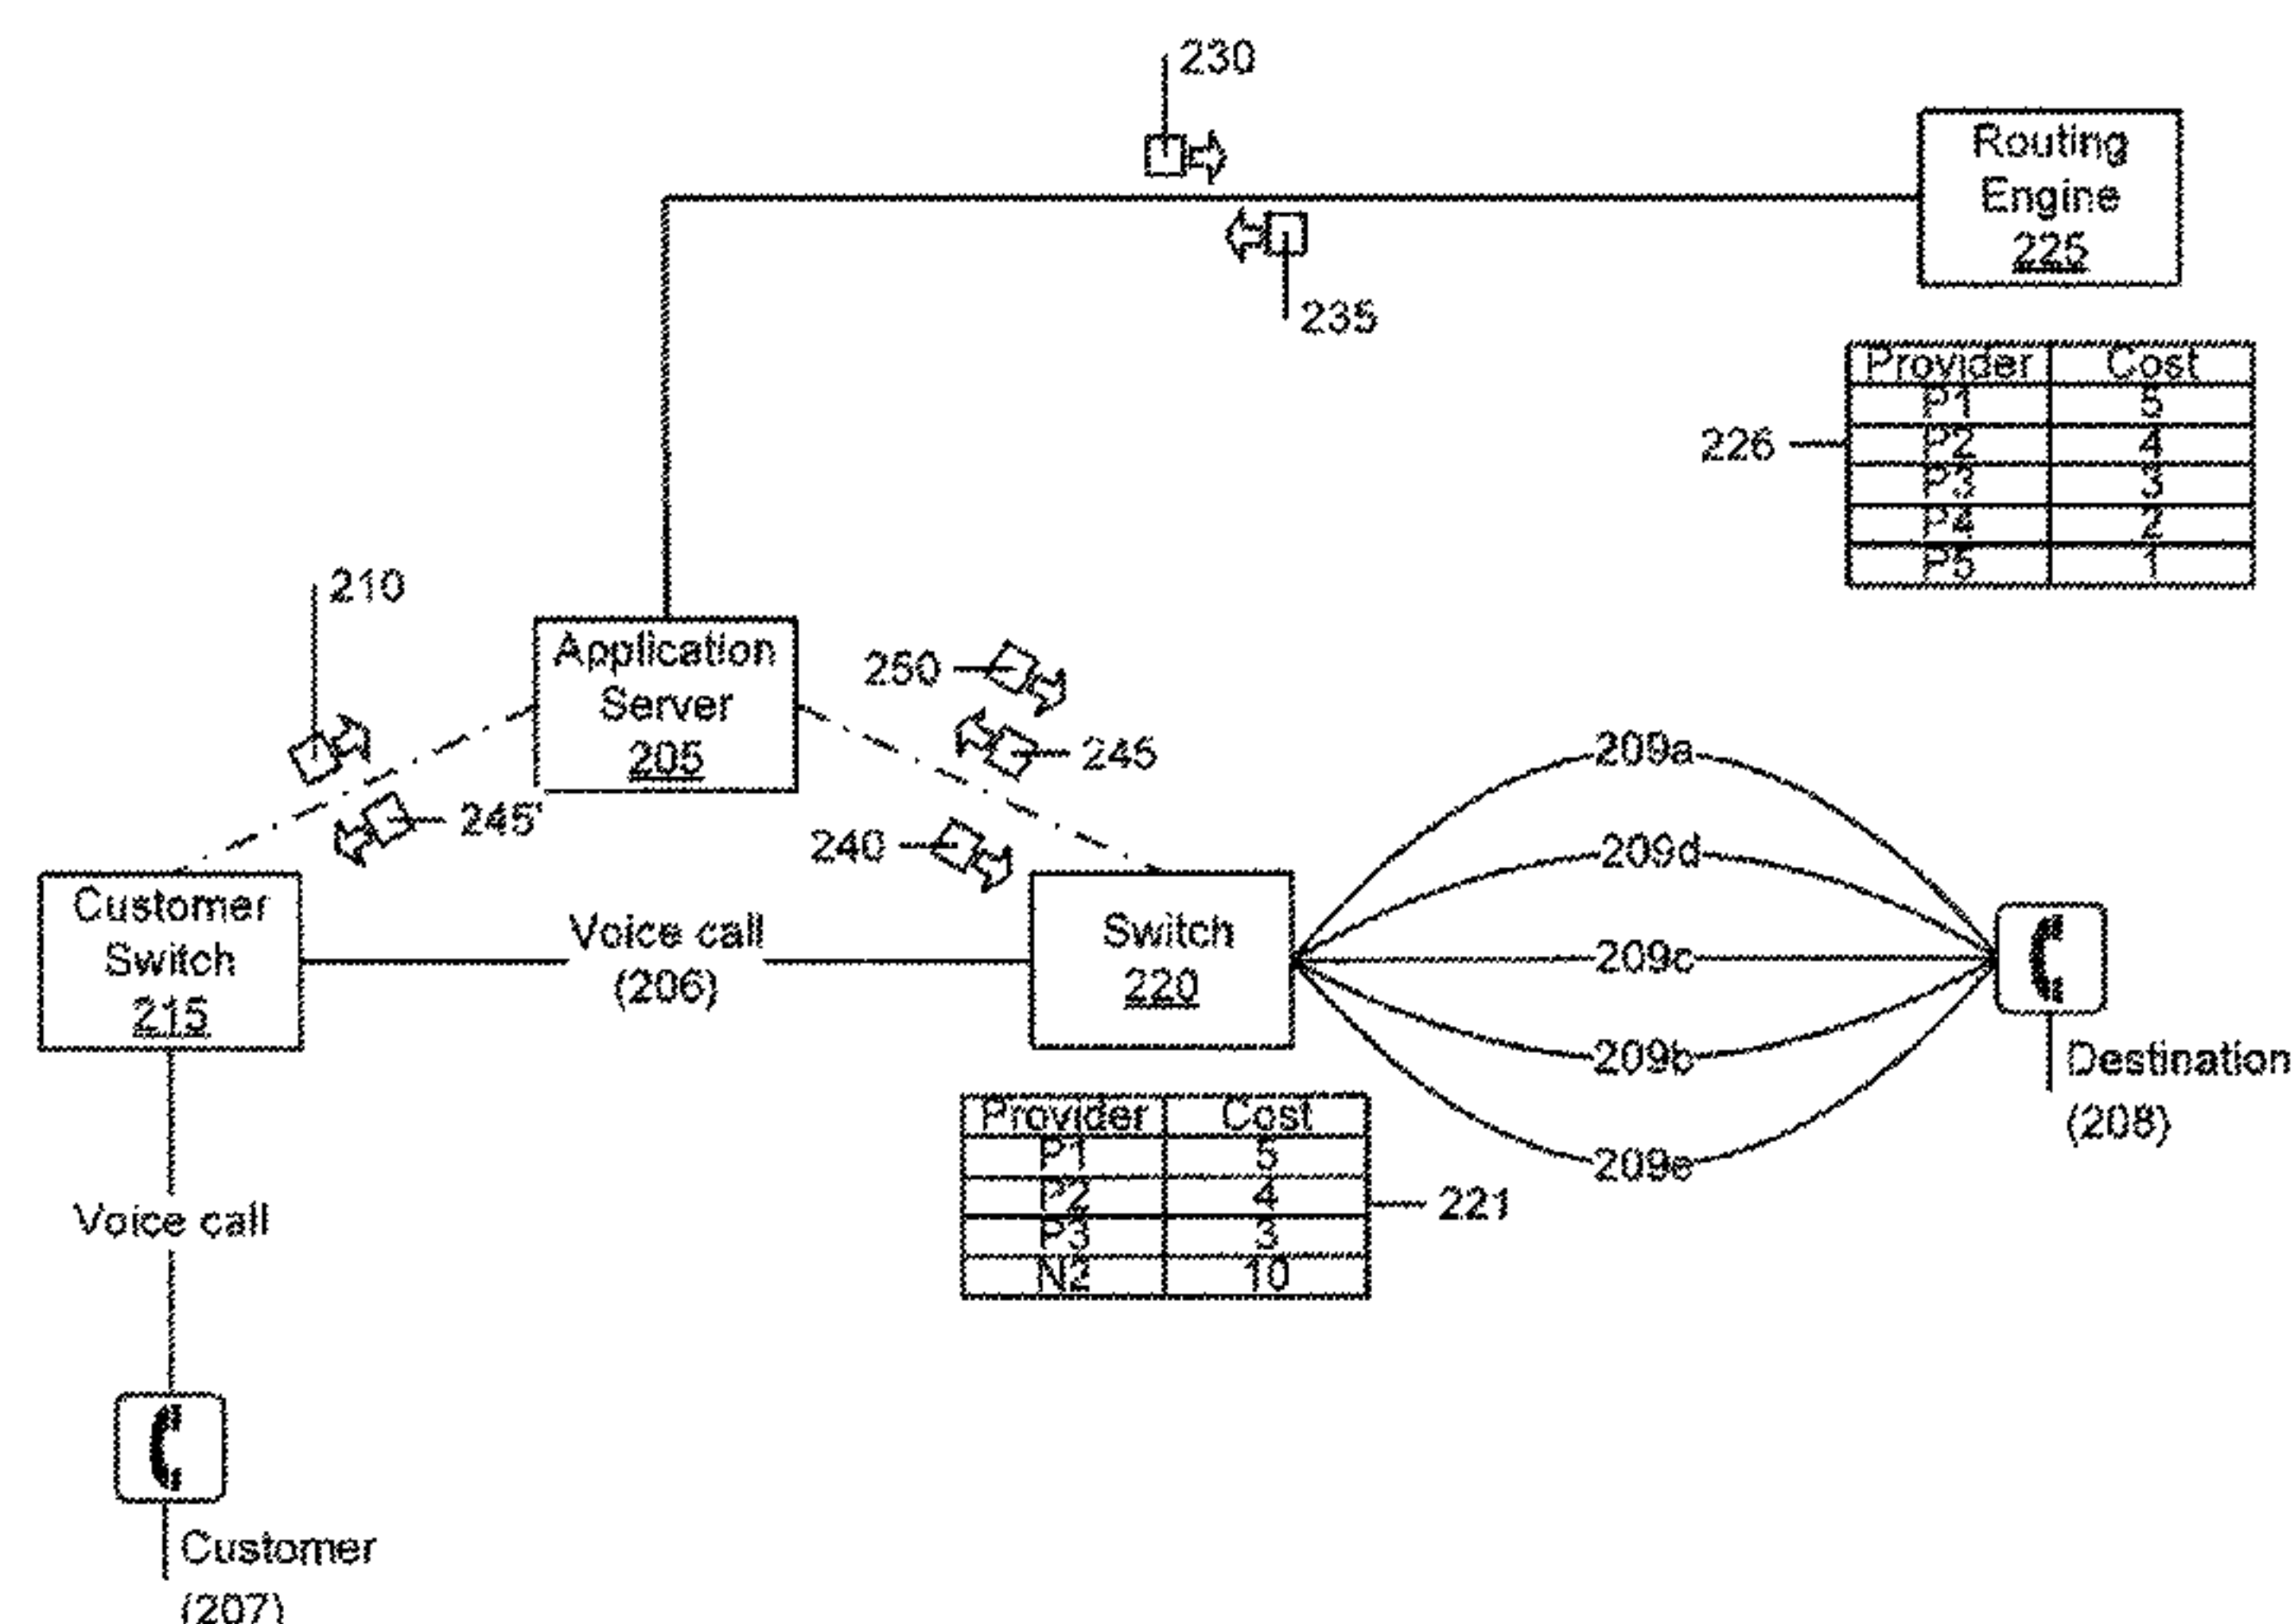 230
Routing
Engine
225
235
Provider Cost
P1 5
P2 4
P3 3
P4 2
P5 1
226
210
Application
Server
205
250
245
245'
240
209a
209d
209c
209b
209e
Customer
Switch
215
Voice call
(206)
Switch
220
Destination
(208)
Provider Cost
P1 5
P2 4
P3 3
N2 10
221
Voice call
Customer
(207)